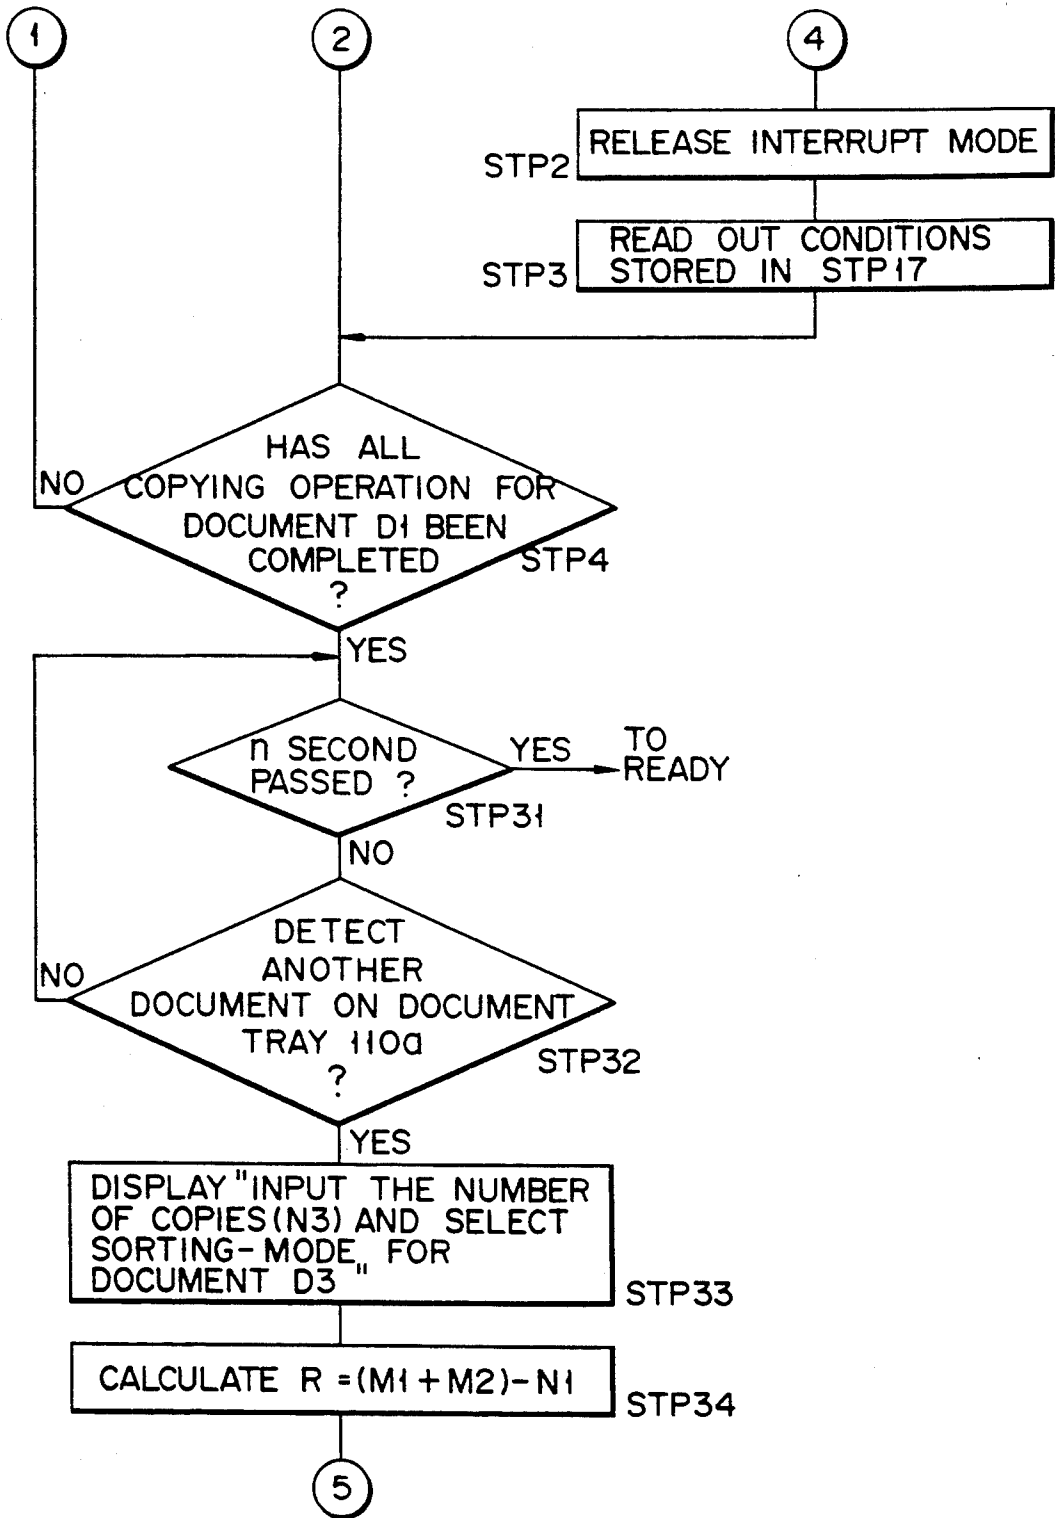 1
2
4
RELEASE INTERRUPT MODE
STP2
READ OUT CONDITIONS
STORED IN STP17
STP3
HAS ALL
COPYING OPERATION FOR
DOCUMENT D1 BEEN
COMPLETED
?
NO
STP4
YES
n SECOND
PASSED ?
YES
TO
READY
STP31
NO
DETECT
ANOTHER
DOCUMENT ON DOCUMENT
TRAY 110a
?
NO
STP32
YES
DISPLAY "INPUT THE NUMBER
OF COPIES(N3) AND SELECT
SORTING-MODE FOR
DOCUMENT D3"
STP33
CALCULATE R =(M1+M2)-N1
STP34
5